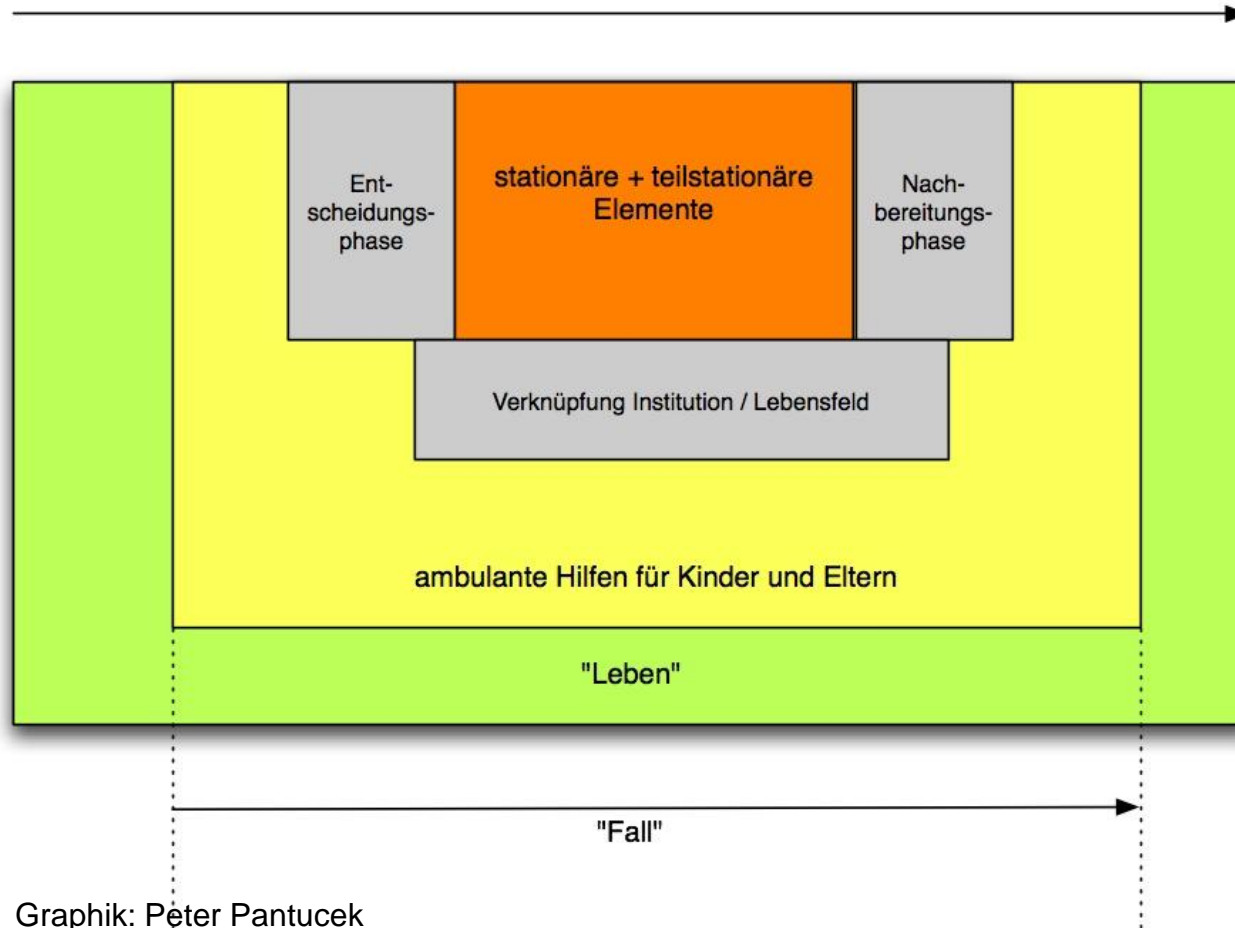 Ent-
scheidungs-
phase
stationäre + teilstationäre
Elemente
Nach-
bereitungs-
phase
Verknüpfung Institution / Lebensfeld
ambulante Hilfen für Kinder und Eltern
"Leben"
"Fall"
Graphik: Peter Pantucek